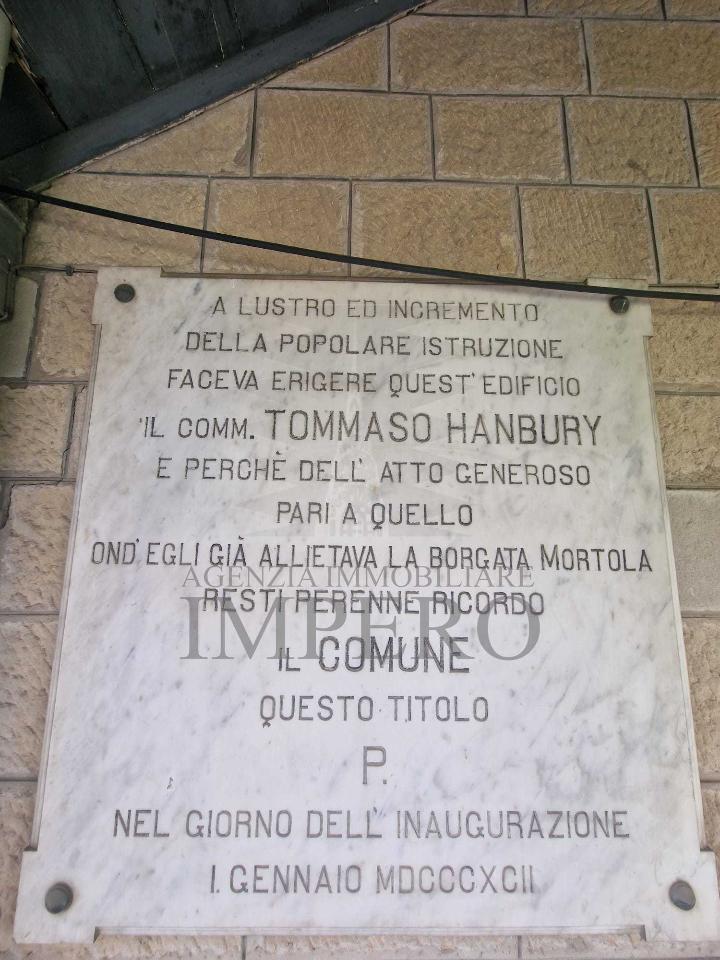 A LUSTRO ED INCREMENTO
DELLA POPOLARE ISTRUZIONE
FACEVA ERIGERE QUEST' EDIFICIO
IL COMM. TOMMASO HANBURY
E PERCHÈ DELL' ATTO GENEROSO
PARI A QUELLO
OND' EGLI GIÀ ALLIETAVA LA BORGATA MORTOLA
AGENZIA IMMOBILIARE
RESTI PERENNE RICORDO
IMPERO
IL COMUNE
QUESTO TITOLO
P.
NEL GIORNO DELL' INAUGURAZIONE
I. GENNAIO MDCCCXCII